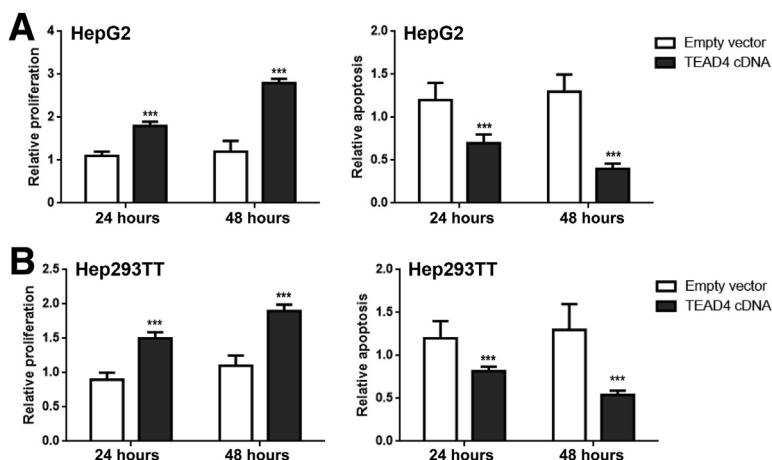 A
HepG2
Relative proliferation
4
3
2
1
0
***
***
24 hours
48 hours
HepG2
Relative apoptosis
2.0
1.5
1.0
0.5
0.0
***
***
24 hours
48 hours
Empty vector
TEAD4 cDNA
B
Hep293TT
Relative proliferation
2.5
2.0
1.5
1.0
0.5
0.0
***
***
24 hours
48 hours
Hep293TT
Relative apoptosis
2.0
1.5
1.0
0.5
0.0
***
***
24 hours
48 hours
Empty vector
TEAD4 cDNA